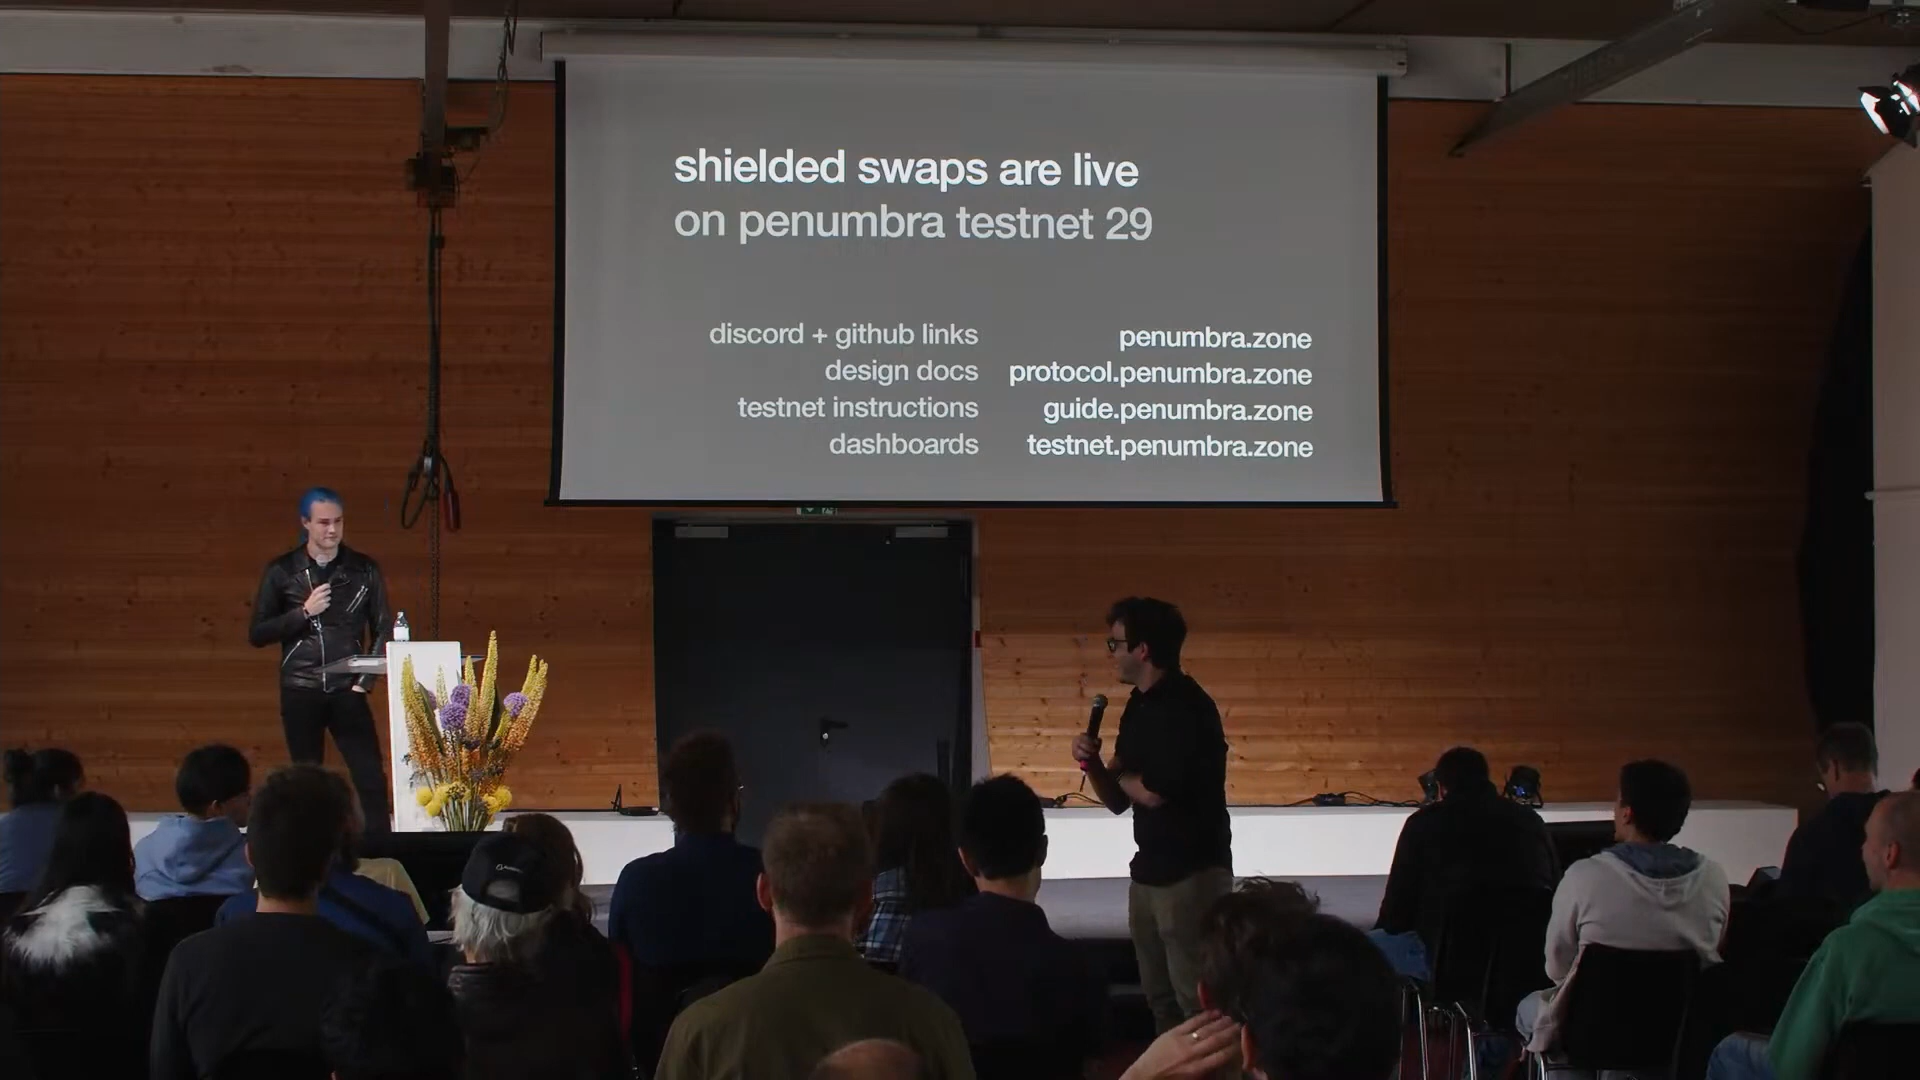 shielded swaps are live
on penumbra testnet 29
discord + github links penumbra.zone
design docs protocol.penumbra.zone
testnet instructions guide.penumbra.zone
dashboards testnet.penumbra.zone